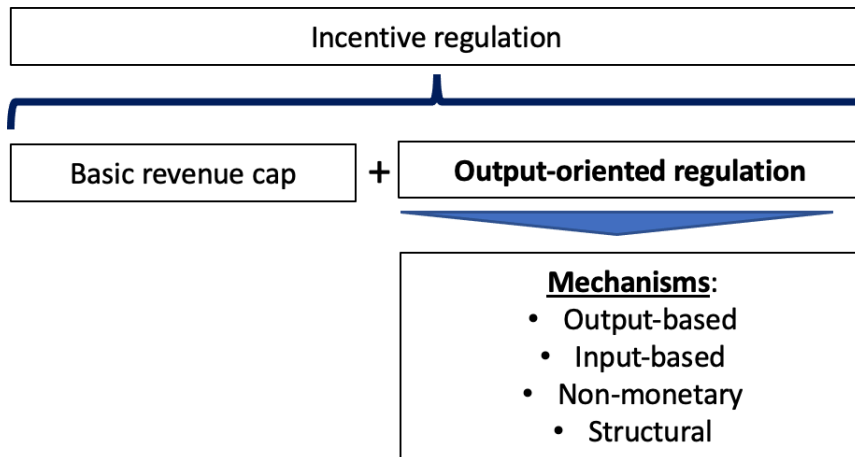 Incentive regulation
Basic revenue cap + Output-oriented regulation
Mechanisms:
• Output-based
• Input-based
• Non-monetary
• Structural